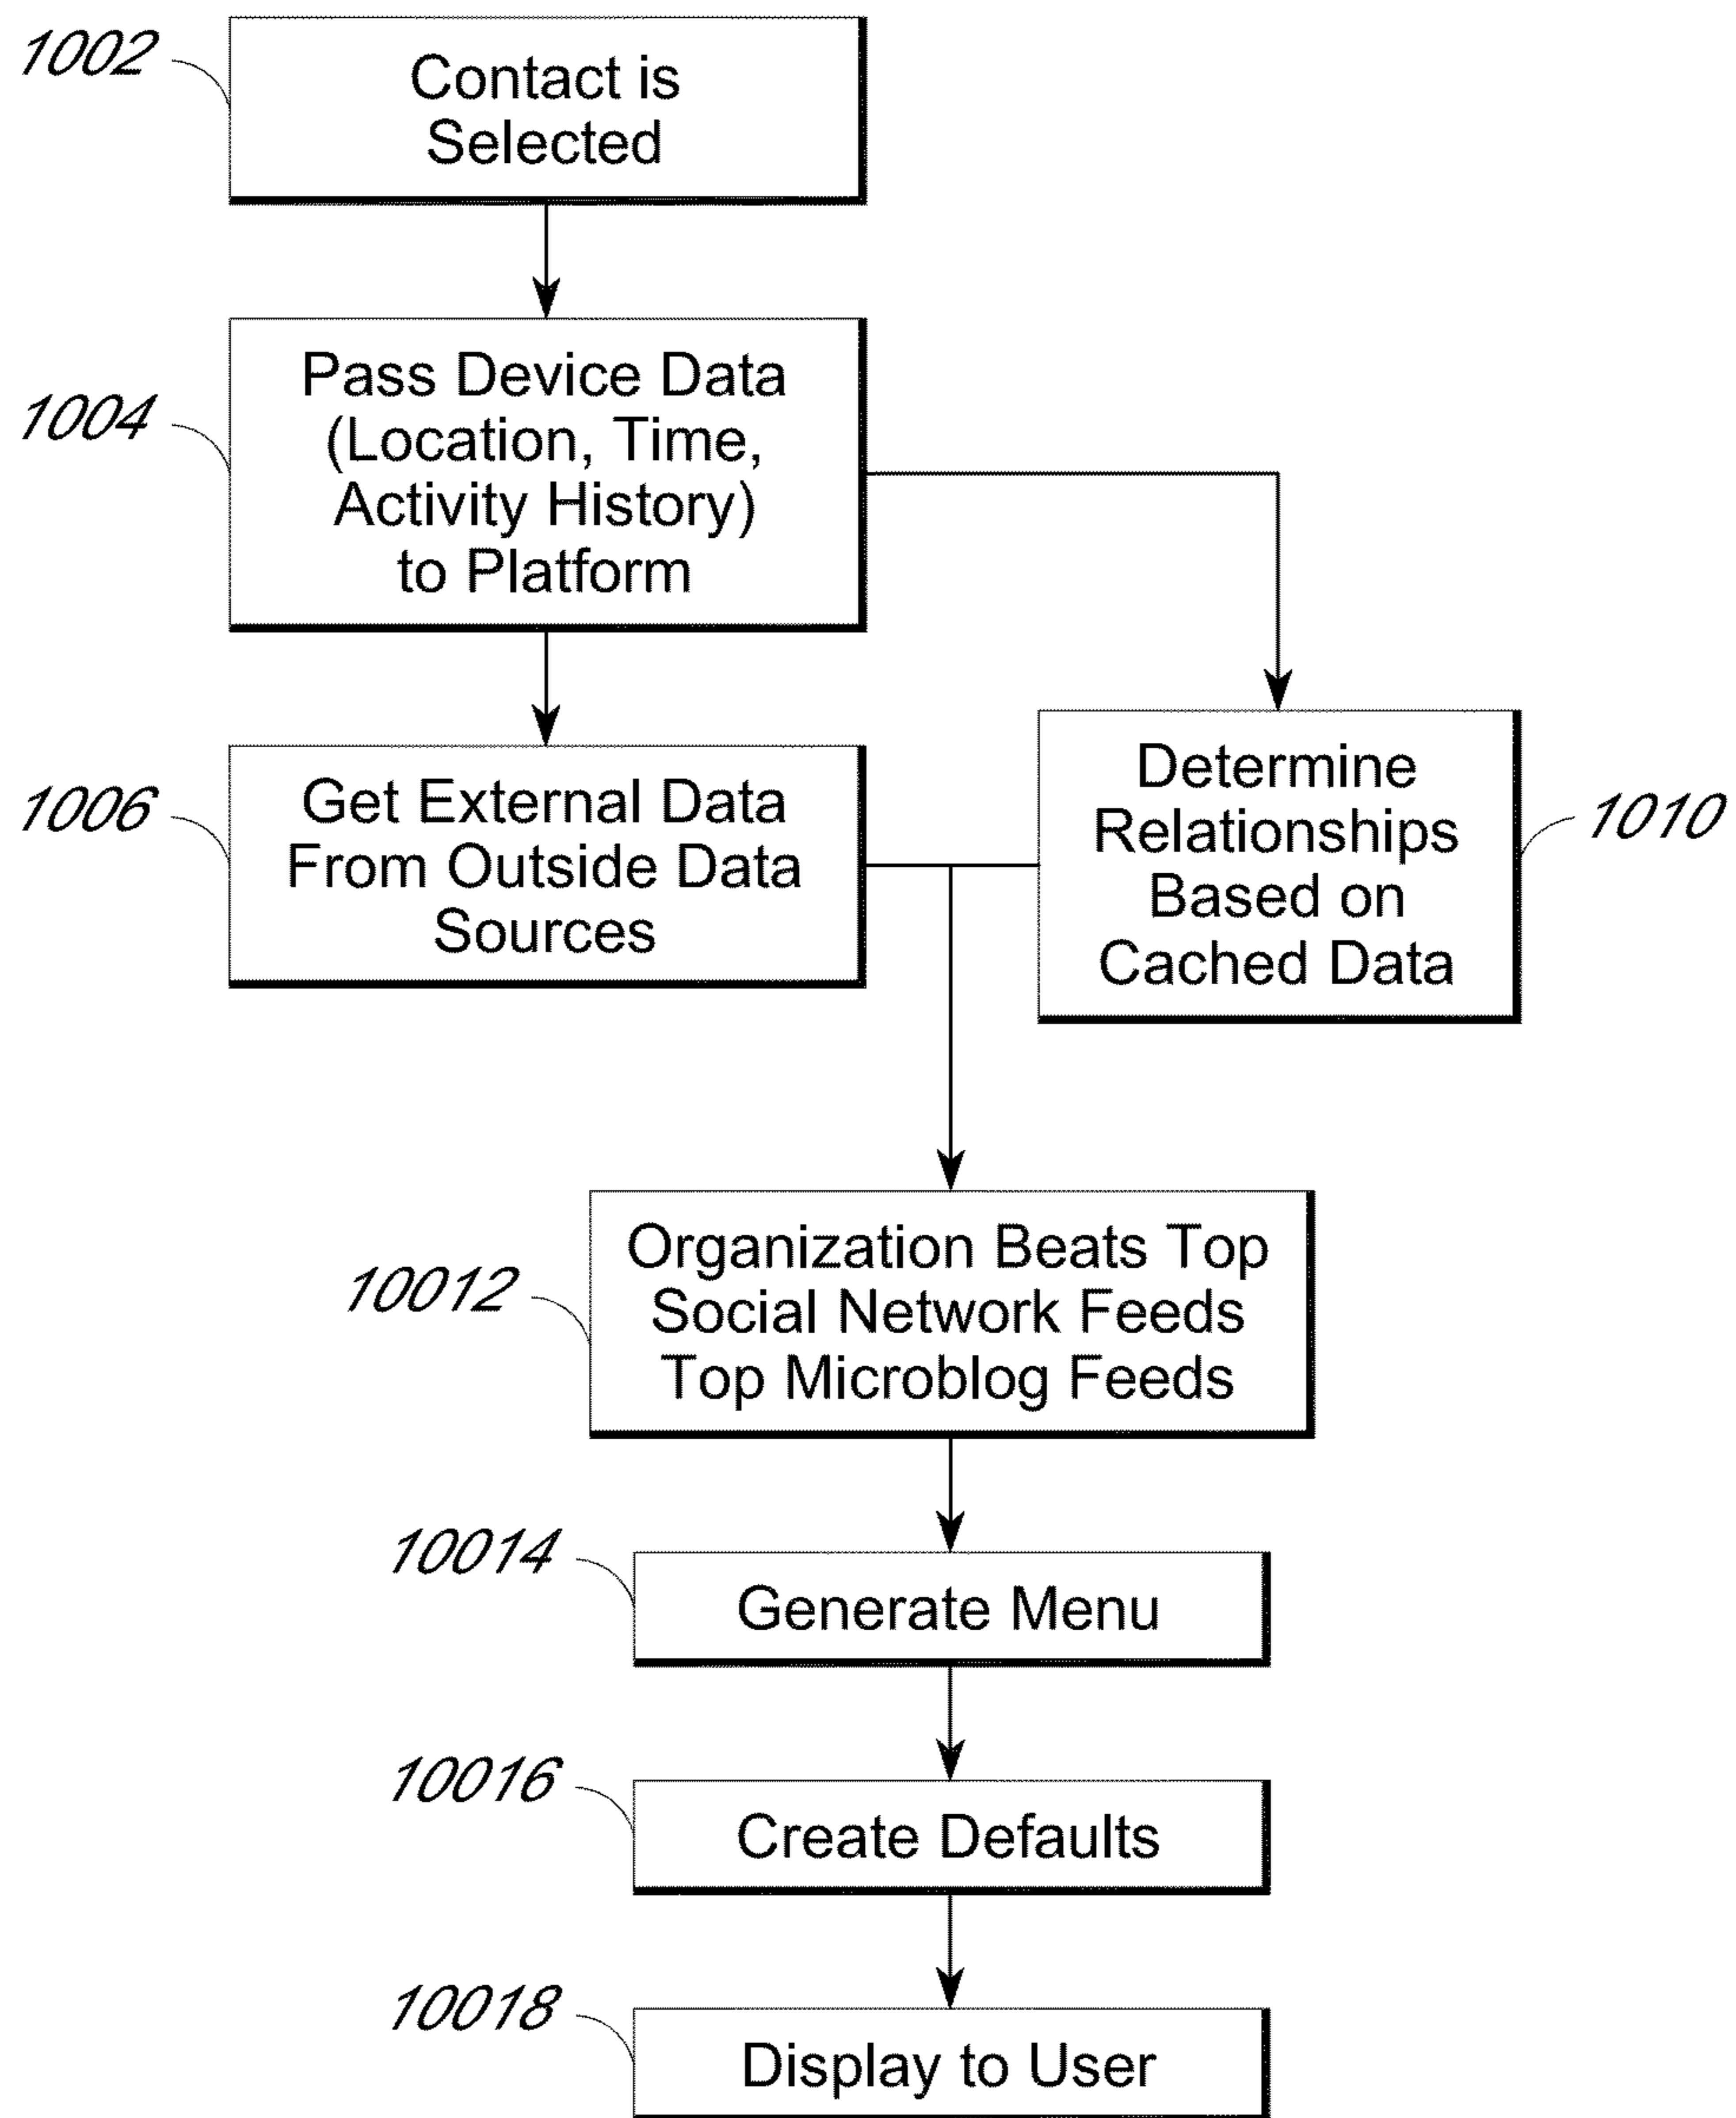 1002
Contact is
Selected
1004
Pass Device Data
(Location, Time,
Activity History)
to Platform
1006
Get External Data
From Outside Data
Sources
Determine
Relationships
Based on
Cached Data
1010
10012
Organization Beats Top
Social Network Feeds
Top Microblog Feeds
10014
Generate Menu
10016
Create Defaults
10018
Display to User